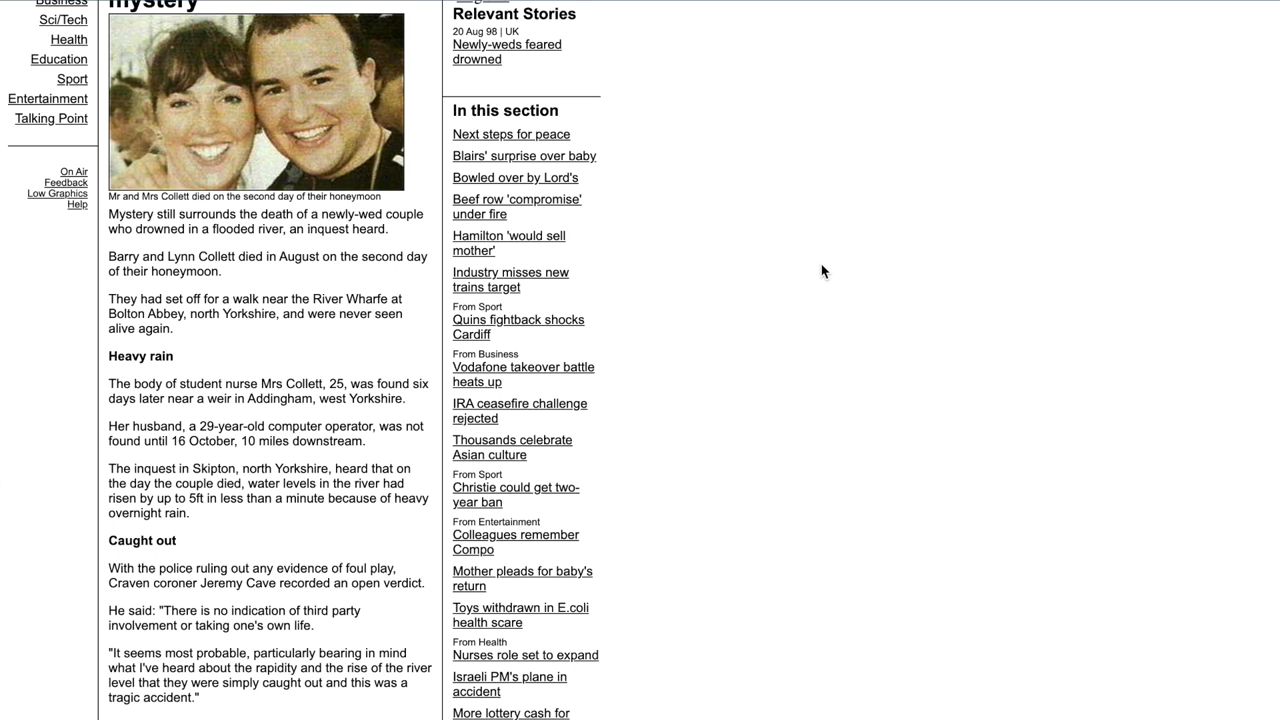 Business
Sci/Tech
Health
Education
Sport
Entertainment
Talking Point
On Air
Feedback
Low Graphics
Help
mystery
Mr and Mrs Collett died on the second day of their honeymoon
Mystery still surrounds the death of a newly-wed couple
who drowned in a flooded river, an inquest heard.
Barry and Lynn Collett died in August on the second day
of their honeymoon.
They had set off for a walk near the River Wharfe at
Bolton Abbey, north Yorkshire, and were never seen
alive again.
Heavy rain
The body of student nurse Mrs Collett, 25, was found six
days later near a weir in Addingham, west Yorkshire.
Her husband, a 29-year-old computer operator, was not
found until 16 October, 10 miles downstream.
The inquest in Skipton, north Yorkshire, heard that on
the day the couple died, water levels in the river had
risen by up to 5ft in less than a minute because of heavy
overnight rain.
Caught out
With the police ruling out any evidence of foul play,
Craven coroner Jeremy Cave recorded an open verdict.
He said: "There is no indication of third party
involvement or taking one's own life.
"It seems most probable, particularly bearing in mind
what I've heard about the rapidity and the rise of the river
level that they were simply caught out and this was a
tragic accident."
Relevant Stories
20 Aug 98 | UK
Newly-weds feared
drowned
In this section
Next steps for peace
Blairs' surprise over baby
Bowled over by Lord's
Beef row 'compromise'
under fire
Hamilton 'would sell
mother'
Industry misses new
trains target
From Sport
Quins fightback shocks
Cardiff
From Business
Vodafone takeover battle
heats up
IRA ceasefire challenge
rejected
Thousands celebrate
Asian culture
From Sport
Christie could get two-
year ban
From Entertainment
Colleagues remember
Compo
Mother pleads for baby's
return
Toys withdrawn in E.coli
health scare
From Health
Nurses role set to expand
Israeli PM's plane in
accident
More lottery cash for